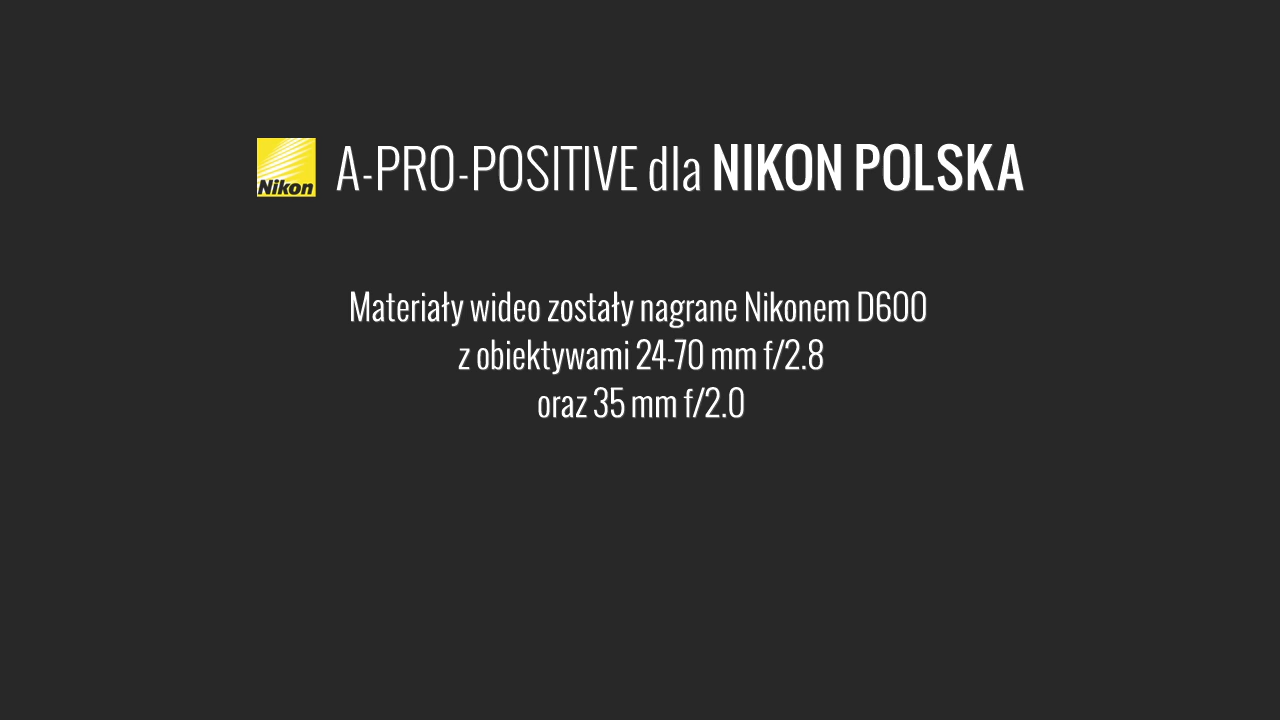 Nikon A-PRO-POSITIVE dla NIKON POLSKA
Materiały wideo zostały nagrane Nikonem D600
z obiektywami 24-70 mm f/2.8
oraz 35 mm f/2.0